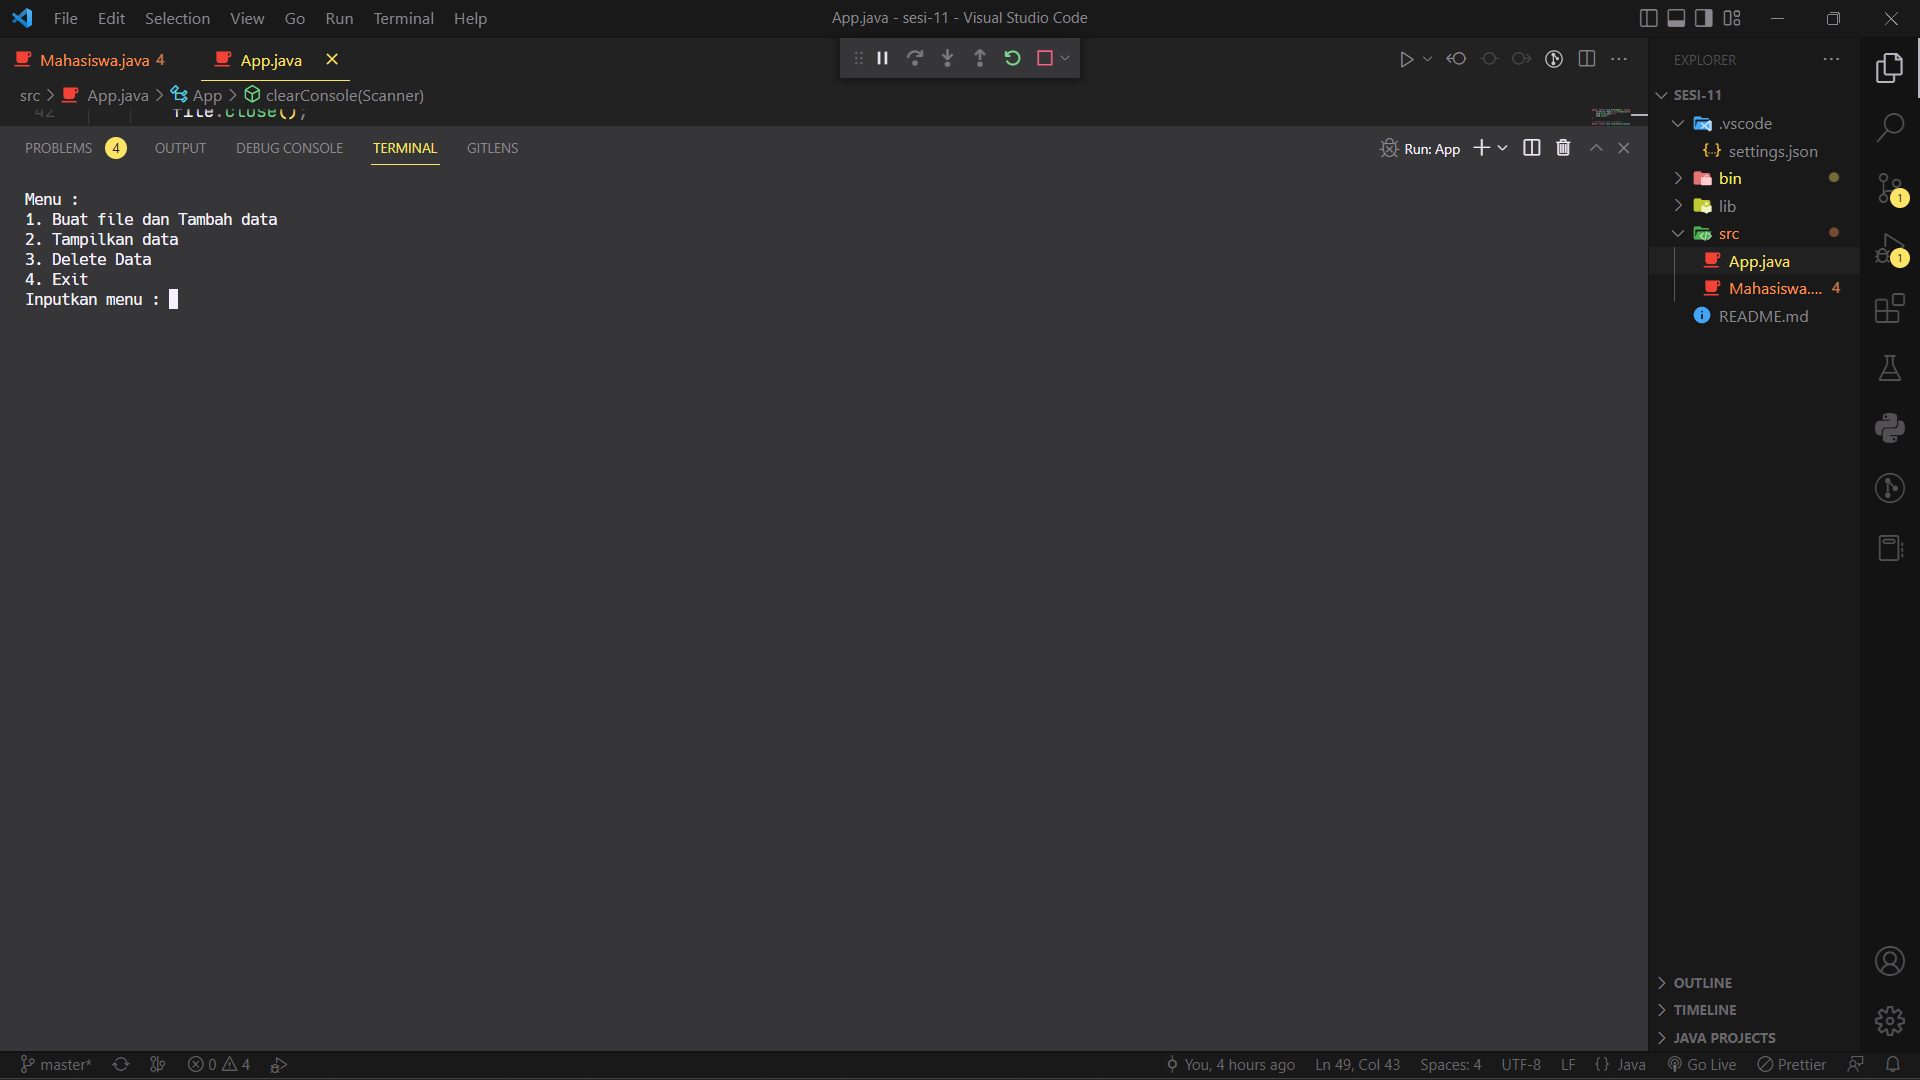 File Edit Selection View Go Run Terminal Help
App.java - sesi-11 - Visual Studio Code
Mahasiswa.java 4
App.java
src > App.java > App > clearConsole(Scanner)
42 file.close();
PROBLEMS 4 OUTPUT DEBUG CONSOLE TERMINAL GITLENS
Run: App
Menu :
1. Buat file dan Tambah data
2. Tampilkan data
3. Delete Data
4. Exit
Inputkan menu :
EXPLORER
SESI-11
.vscode
settings.json
bin
lib
src
App.java
Mahasiswa.... 4
README.md
OUTLINE
TIMELINE
JAVA PROJECTS
1
1
master* 0 4
You, 4 hours ago Ln 49, Col 43 Spaces: 4 UTF-8 LF {} Java Go Live Prettier